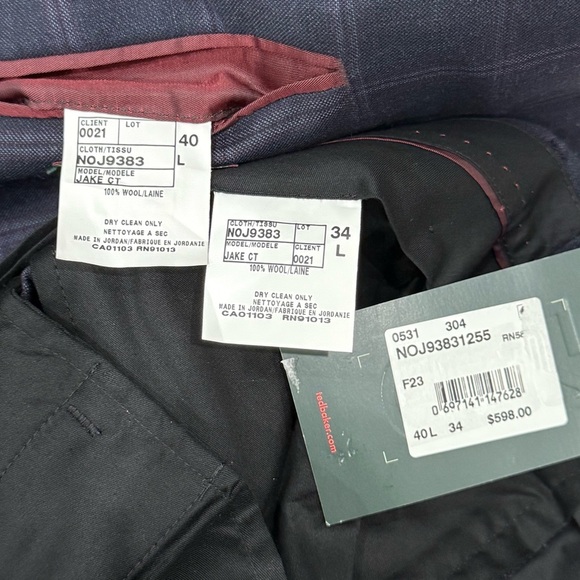 CLIENT LOT
0021 40
CLOTH/TISSU
NOJ9383 L
MODEL/MODELE
JAKE CT
100% WOOL/LAINE
DRY CLEAN ONLY
NETTOYAGE A SEC
MADE IN JORDAN/FABRIQUE EN JORDANIE
CA01103 RN91013
CLOTH/TISSU LOT 34
NOJ9383
MODEL/MODELE CLIENT L
JAKE CT 0021
100% WOOL/LAINE
DRY CLEAN ONLY
NETTOYAGE A SEC
MADE IN JORDAN/FABRIQUE EN JORDANIE
CA01103 RN91013
tedbaker.com
0531 304
NOJ93831255
F23
0 697141 147628
40L 34 $598.00